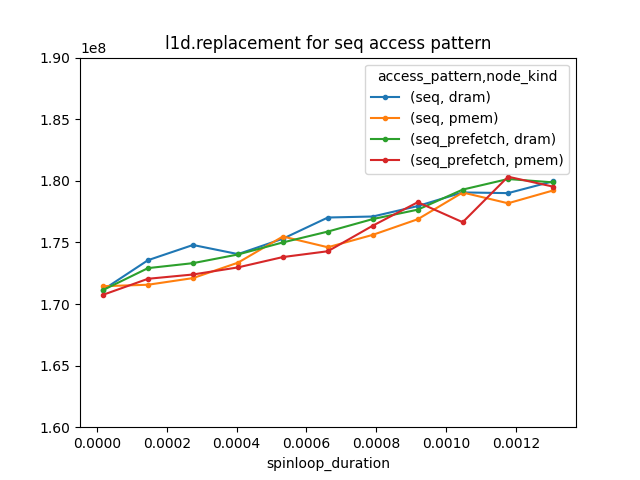 l1d.replacement for seq access pattern
1e8
1.90
1.85
1.80
1.75
1.70
1.65
1.60
access_pattern,node_kind
(seq, dram)
(seq, pmem)
(seq_prefetch, dram)
(seq_prefetch, pmem)
0.0000 0.0002 0.0004 0.0006 0.0008 0.0010 0.0012
spinloop_duration